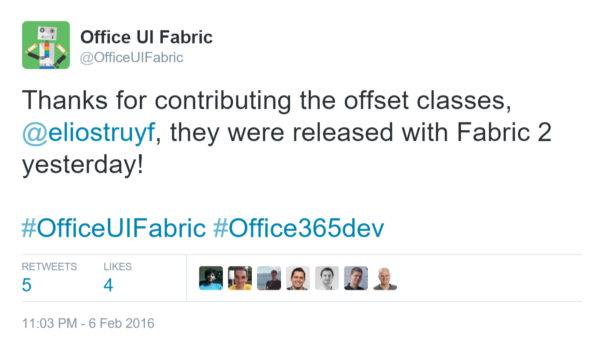 Office UI Fabric
@OfficeUIFabric
Thanks for contributing the offset classes,
@eliostruyf, they were released with Fabric 2
yesterday!
#OfficeUIFabric #Office365dev
RETWEETS LIKES
5 4
11:03 PM - 6 Feb 2016